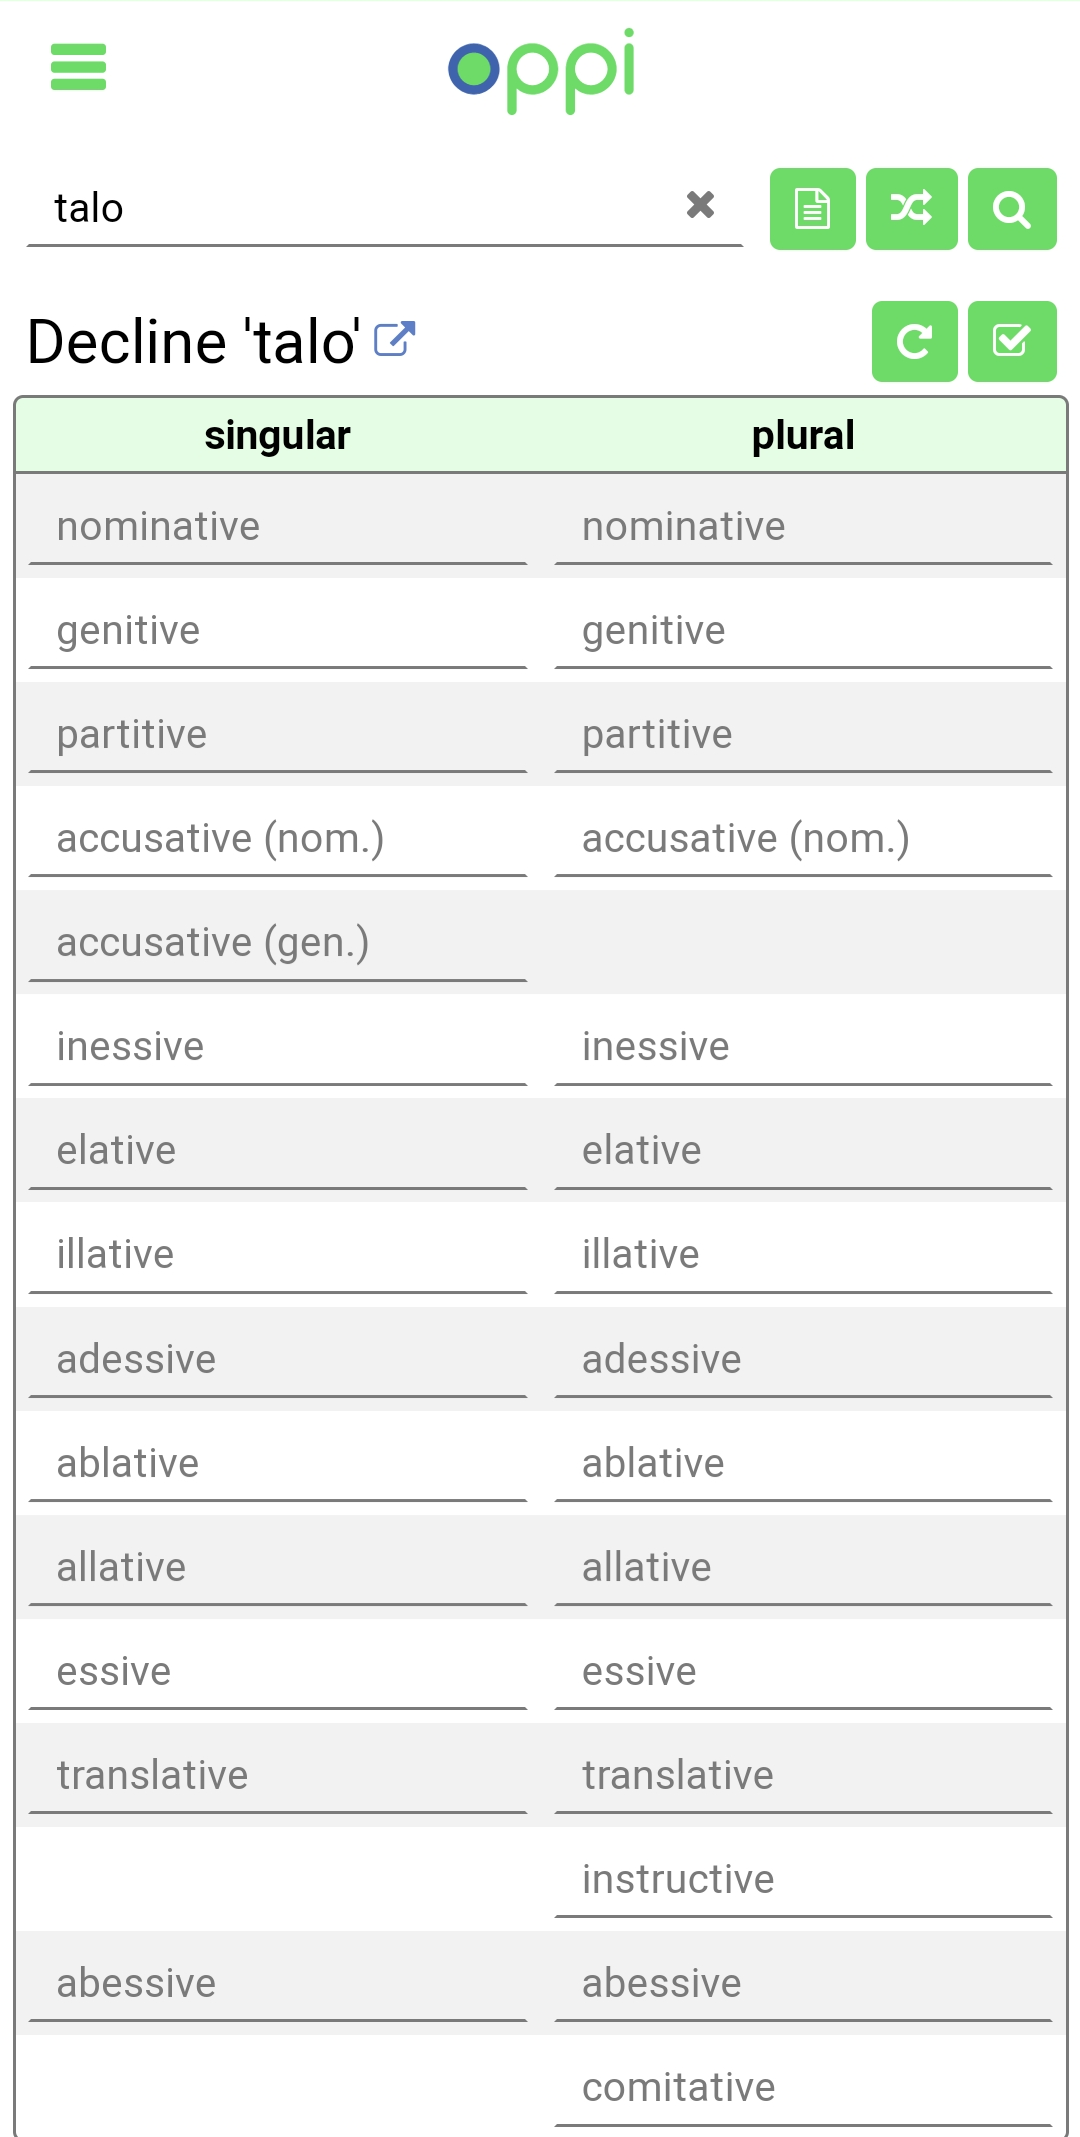 oppi
talo
Decline 'talo'
singular plural
nominative nominative
genitive genitive
partitive partitive
accusative (nom.) accusative (nom.)
accusative (gen.)
inessive inessive
elative elative
illative illative
adessive adessive
ablative ablative
allative allative
essive essive
translative translative
instructive
abessive abessive
comitative